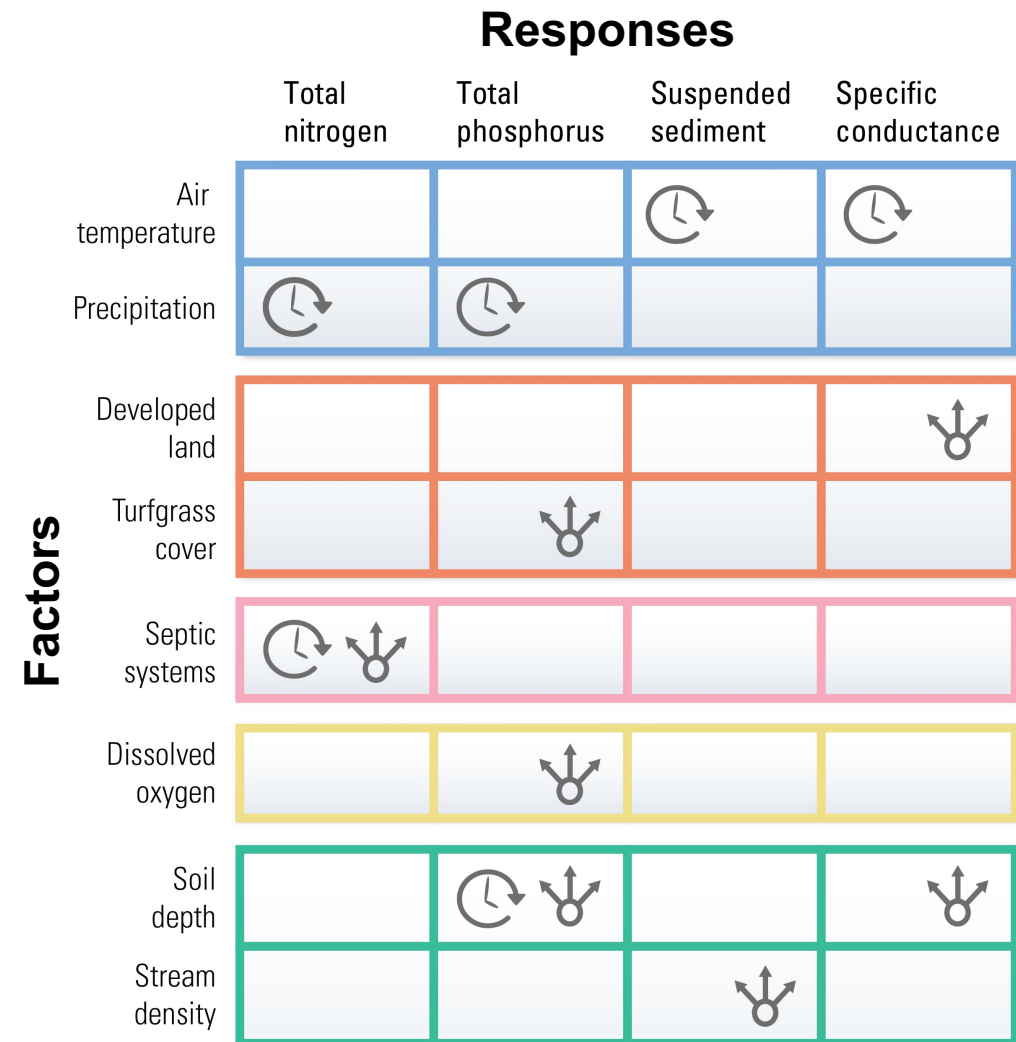 Responses
Total nitrogen
Total phosphorus
Suspended sediment
Specific conductance
Factors
Air
temperature
Precipitation
Developed
land
Turfgrass
cover
Septic
systems
Dissolved
oxygen
Soil
depth
Stream
density